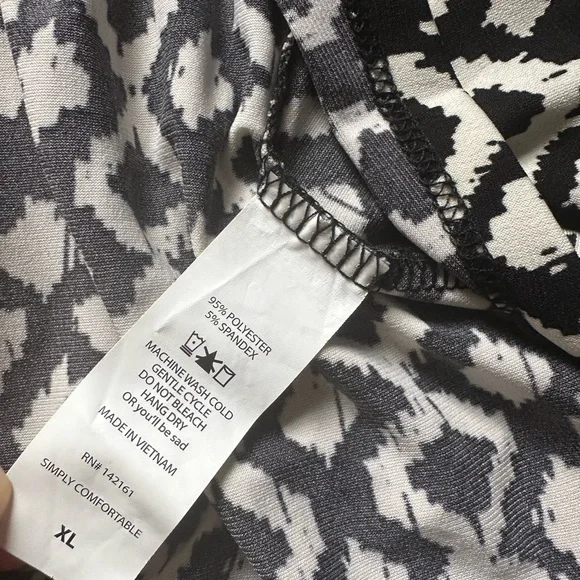 95% POLYESTER
5% SPANDEX
MACHINE WASH COLD
GENTLE CYCLE
DO NOT BLEACH
HANG DRY
OR you'll be sad
MADE IN VIETNAM
RN# 142161
SIMPLY COMFORTABLE
XL